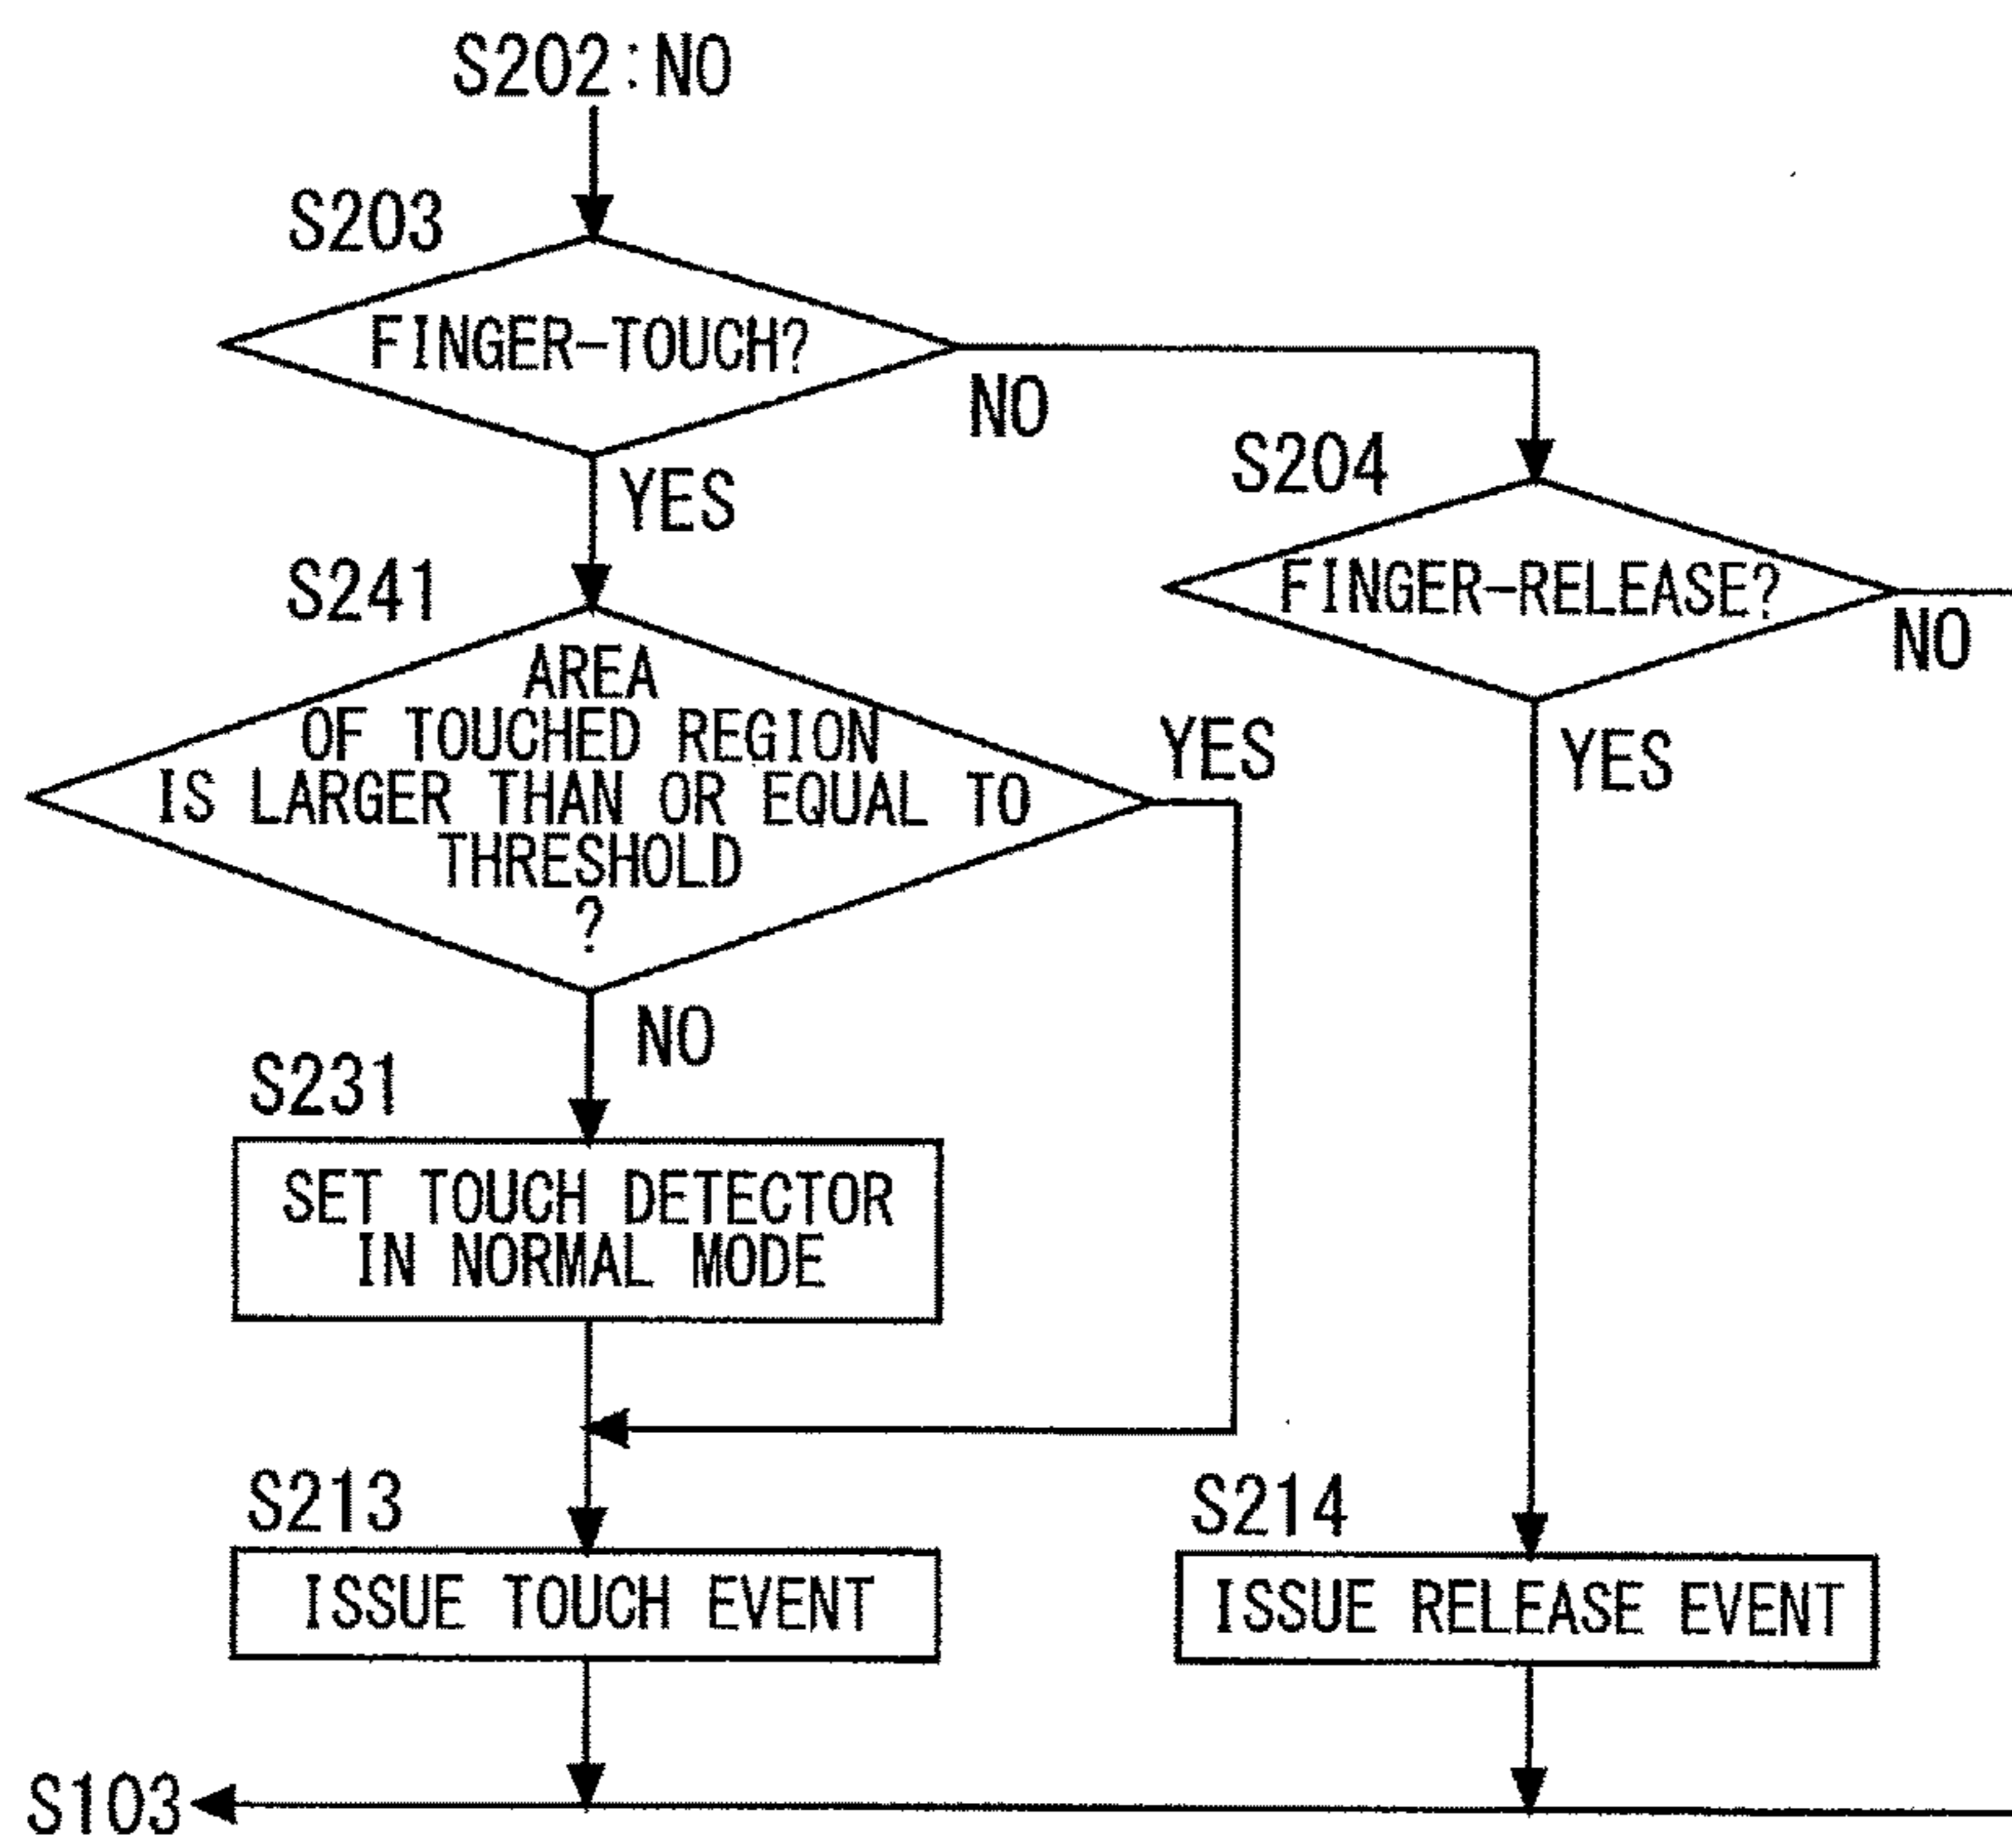 S202:NO
S203
FINGER-TOUCH?
NO
YES
S204
FINGER-RELEASE?
NO
YES
S241
AREA
OF TOUCHED REGION
IS LARGER THAN OR EQUAL TO
THRESHOLD
?
YES
NO
S231
SET TOUCH DETECTOR
IN NORMAL MODE
S213
ISSUE TOUCH EVENT
S214
ISSUE RELEASE EVENT
S103